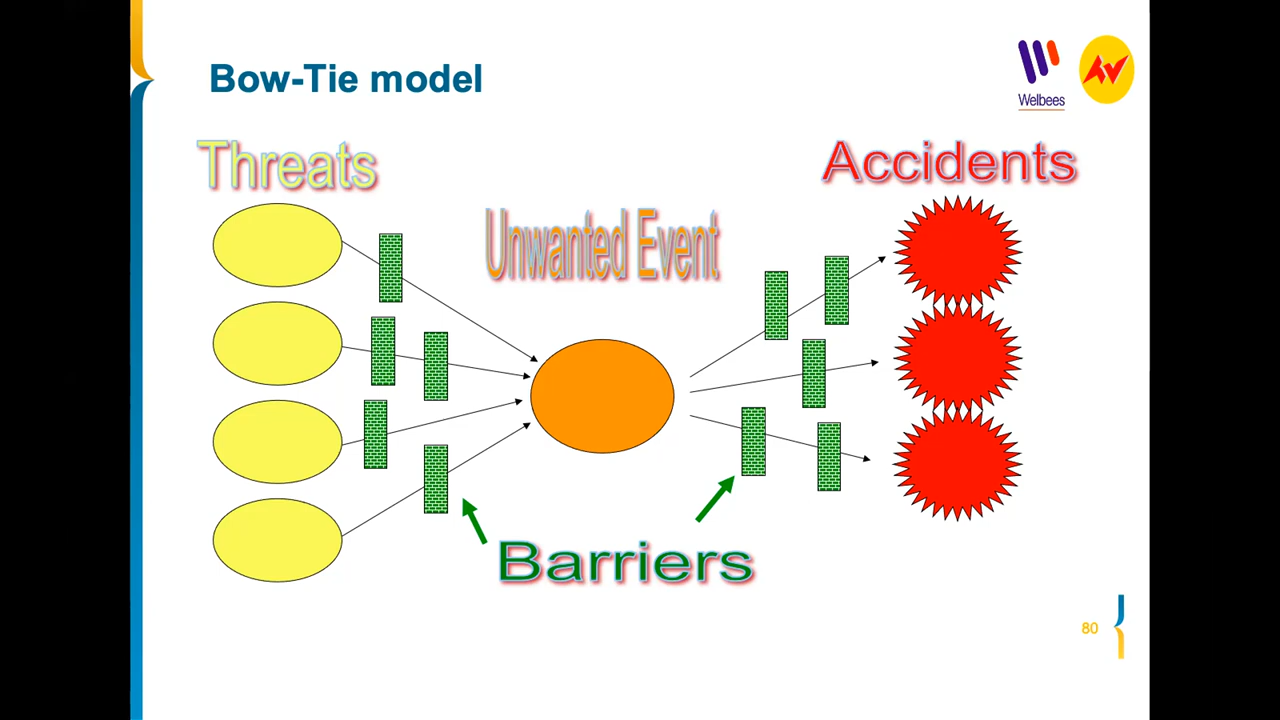 Bow-Tie model
Welbees
Threats
Accidents
Unwanted Event
Barriers
80